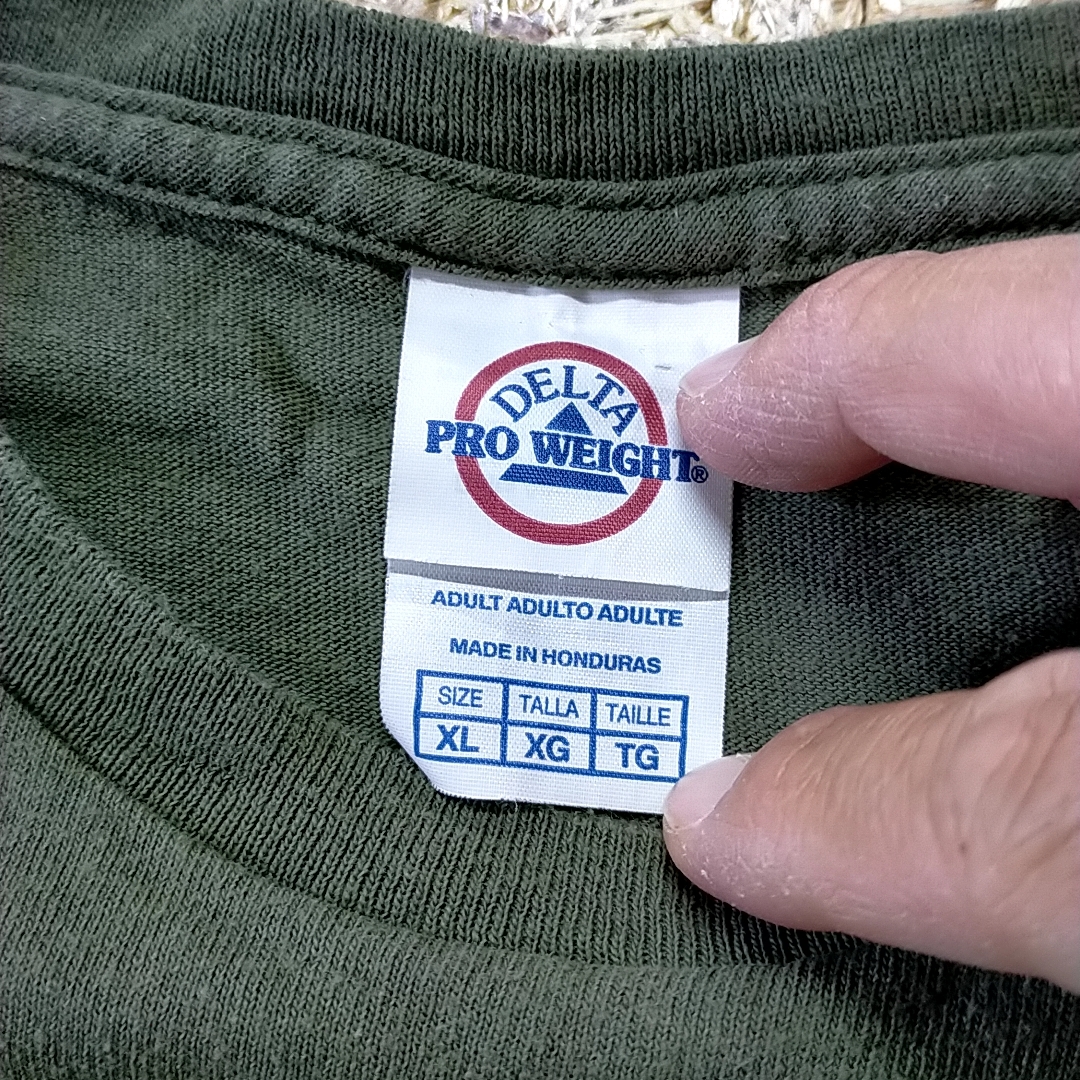 DELTA
PRO WEIGHT®
ADULT ADULTO ADULTE
MADE IN HONDURAS
SIZE TALLA TAILLE
XL XG TG